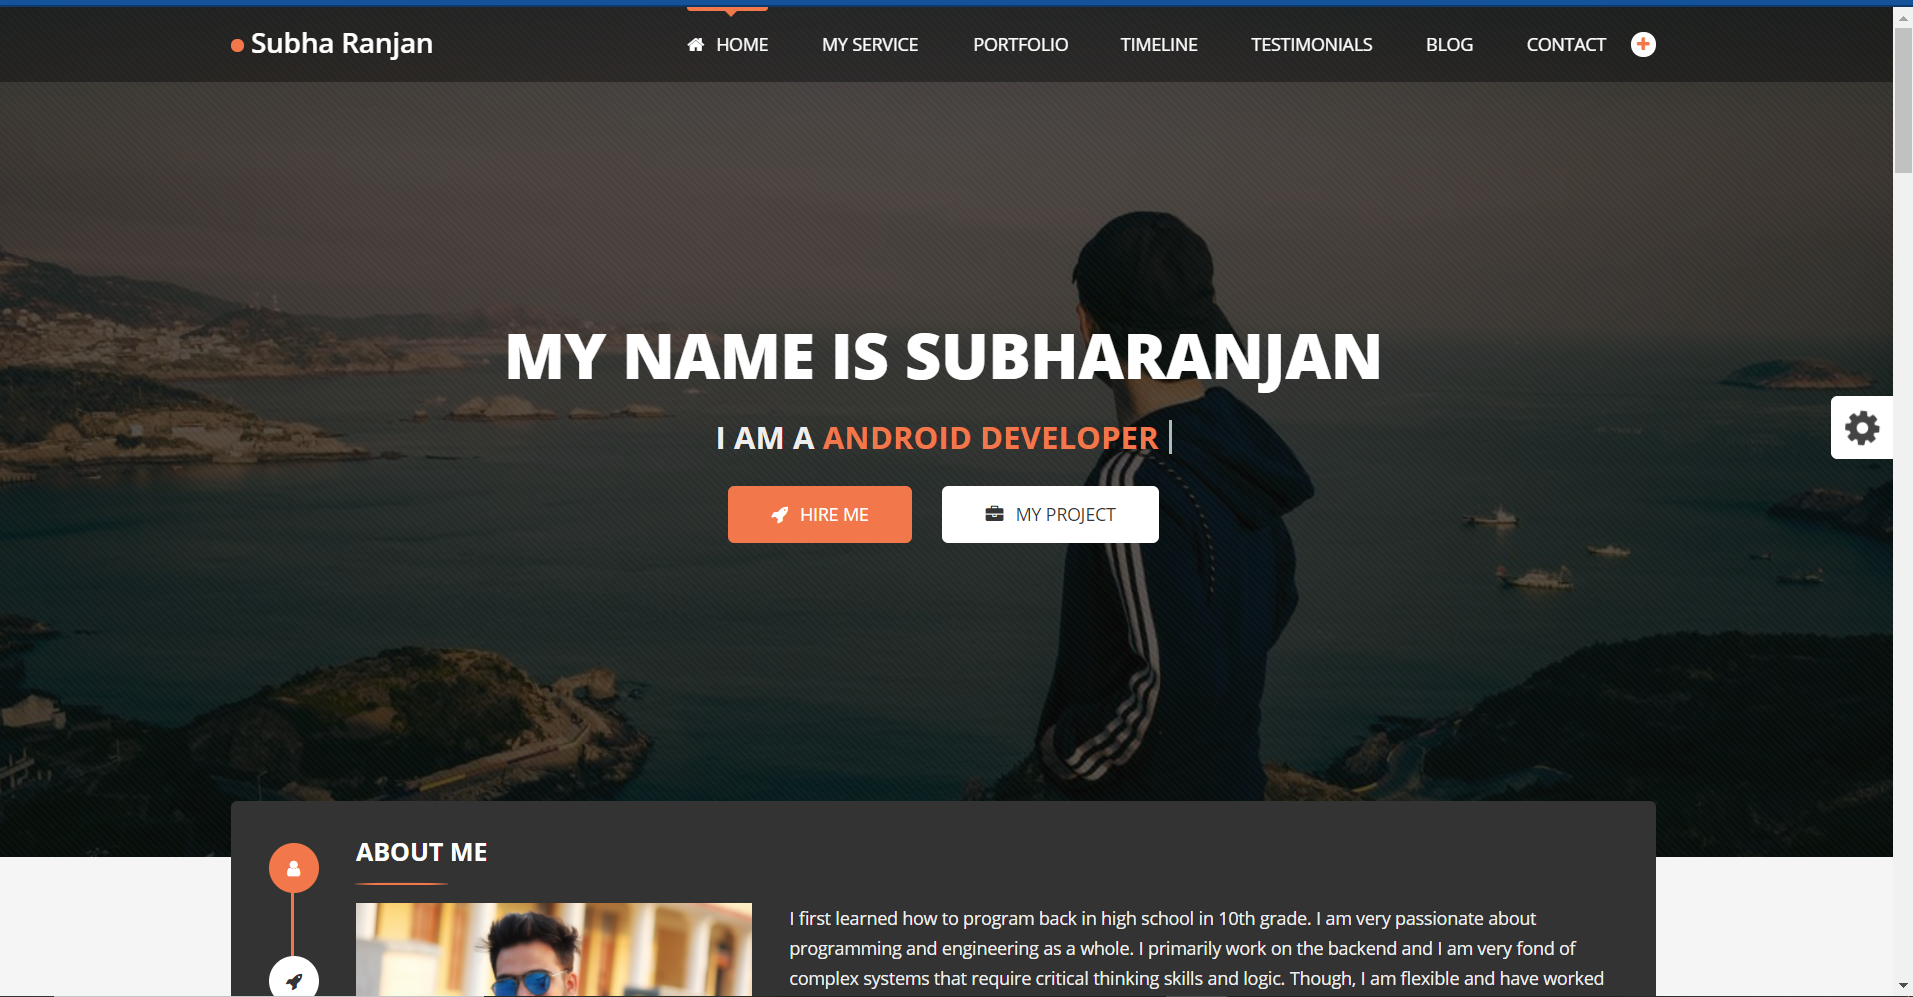 Subha Ranjan
HOME MY SERVICE PORTFOLIO TIMELINE TESTIMONIALS BLOG CONTACT
MY NAME IS SUBHARANJAN
I AM A ANDROID DEVELOPER |
HIRE ME MY PROJECT
ABOUT ME
I first learned how to program back in high school in 10th grade. I am very passionate about
programming and engineering as a whole. I primarily work on the backend and I am very fond of
complex systems that require critical thinking skills and logic. Though, I am flexible and have worked